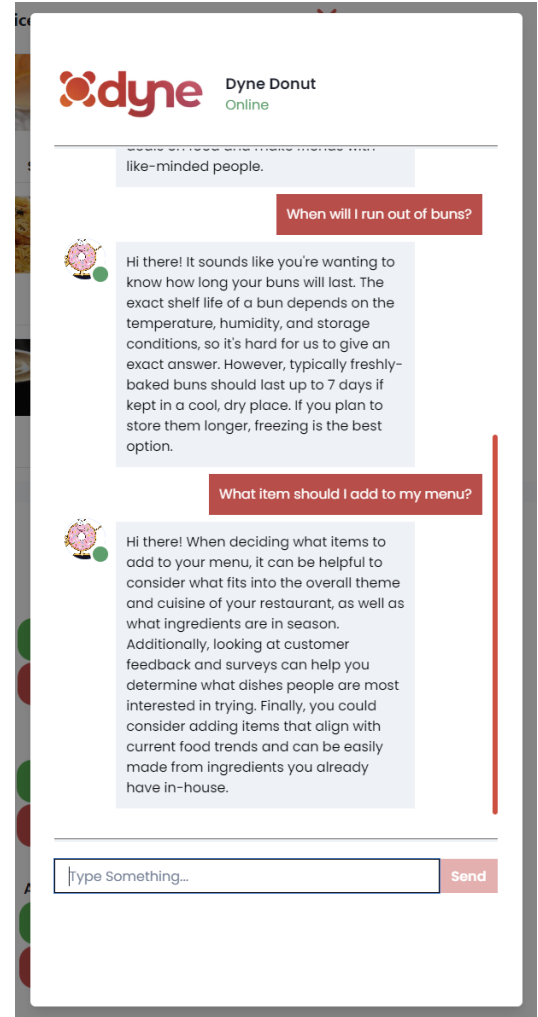 ice
dyne
Dyne Donut
Online
like-minded people.
When will I run out of buns?
Hi there! It sounds like you're wanting to
know how long your buns will last. The
exact shelf life of a bun depends on the
temperature, humidity, and storage
conditions, so it's hard for us to give an
exact answer. However, typically freshly-
baked buns should last up to 7 days if
kept in a cool, dry place. If you plan to
store them longer, freezing is the best
option.
What item should I add to my menu?
Hi there! When deciding what items to
add to your menu, it can be helpful to
consider what fits into the overall theme
and cuisine of your restaurant, as well as
what ingredients are in season.
Additionally, looking at customer
feedback and surveys can help you
determine what dishes people are most
interested in trying. Finally, you could
consider adding items that align with
current food trends and can be easily
made from ingredients you already
have in-house.
Type Something...
Send